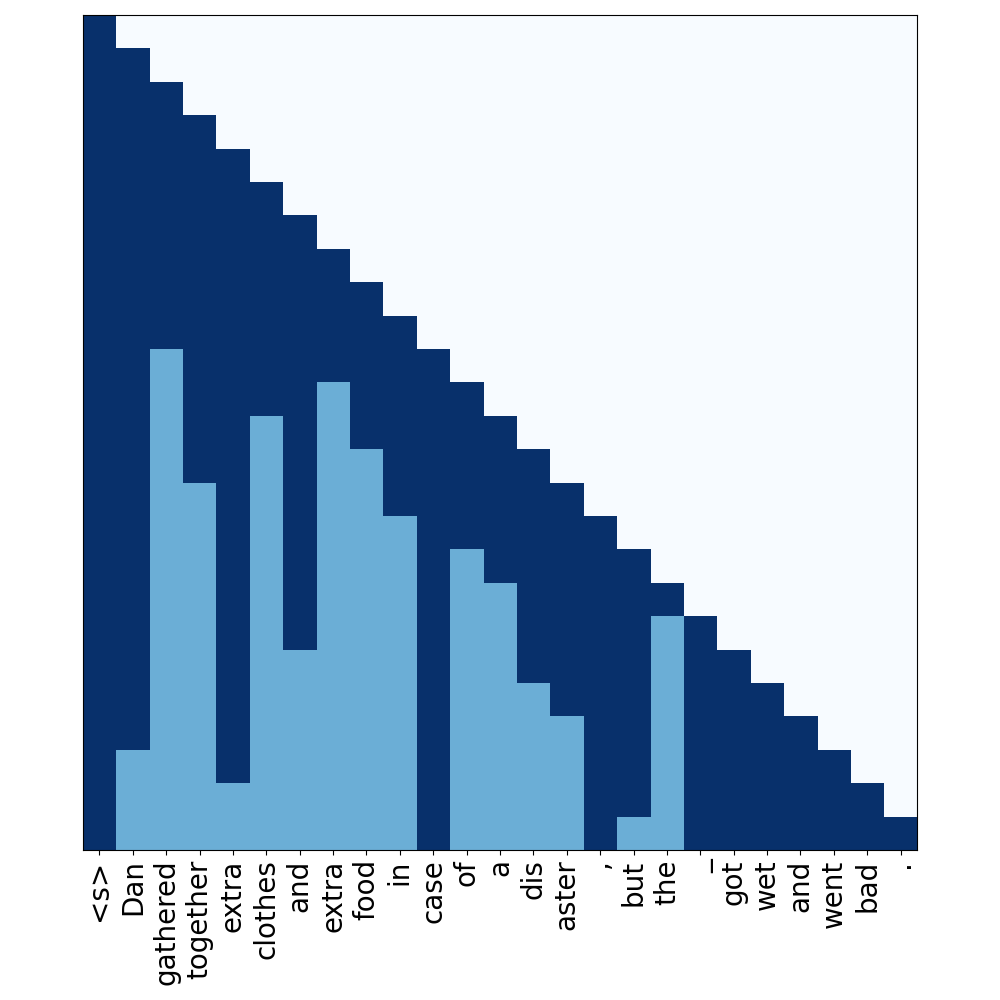 <s> Dan gathered together extra clothes and extra food in case of a dis aster , but the _ got wet and went bad .